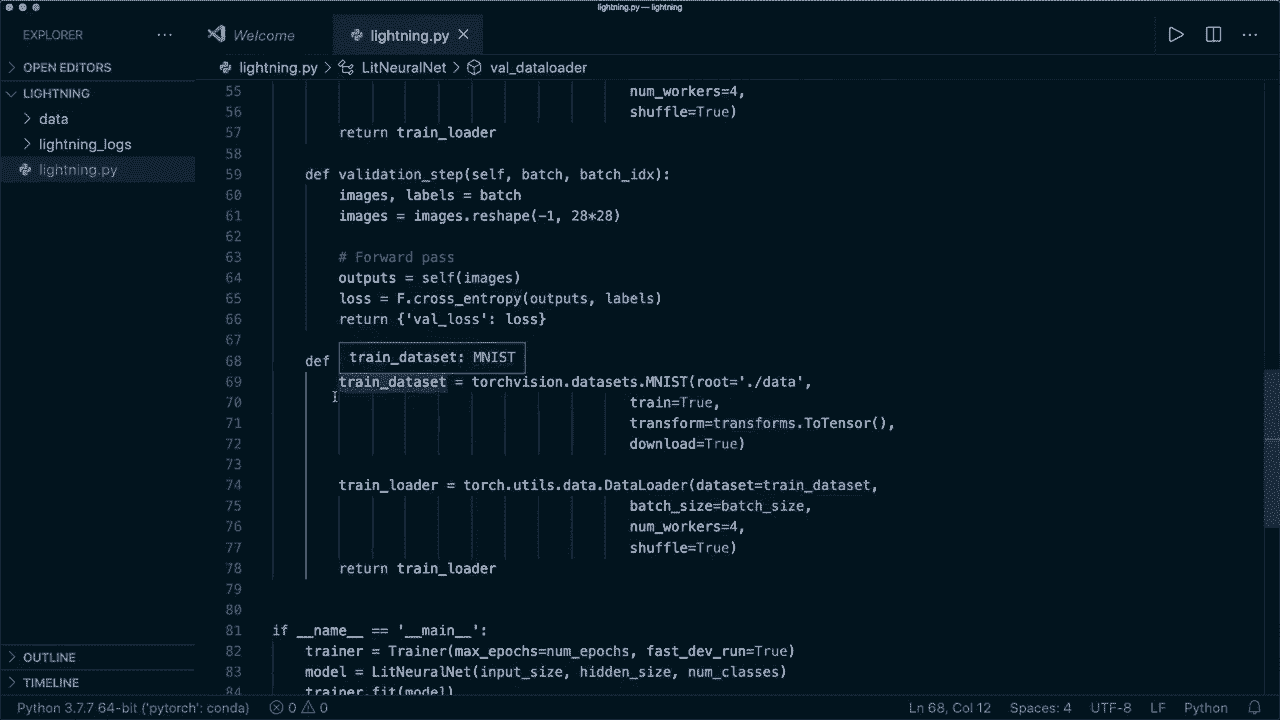 lightning.py — lightning
EXPLORER
Welcome
lightning.py
OPEN EDITORS
lightning.py > LitNeuralNet > val_dataloader
LIGHTNING
data
lightning_logs
lightning.py
55 num_workers=4,
56 shuffle=True)
57 return train_loader
58
59 def validation_step(self, batch, batch_idx):
60 images, labels = batch
61 images = images.reshape(-1, 28*28)
62
63 # Forward pass
64 outputs = self(images)
65 loss = F.cross_entropy(outputs, labels)
66 return {'val_loss': loss}
67
train_dataset: MNIST
68 def
69 train_dataset = torchvision.datasets.MNIST(root='./data',
70 train=True,
71 transform=transforms.ToTensor(),
72 download=True)
73
74 train_loader = torch.utils.data.DataLoader(dataset=train_dataset,
75 batch_size=batch_size,
76 num_workers=4,
77 shuffle=True)
78 return train_loader
79
80
81 if __name__ == '__main__':
82 trainer = Trainer(max_epochs=num_epochs, fast_dev_run=True)
83 model = LitNeuralNet(input_size, hidden_size, num_classes)
84 trainer.fit(model)
OUTLINE
TIMELINE
Python 3.7.7 64-bit ('pytorch': conda) 0 0 Ln 68, Col 12 Spaces: 4 UTF-8 LF Python